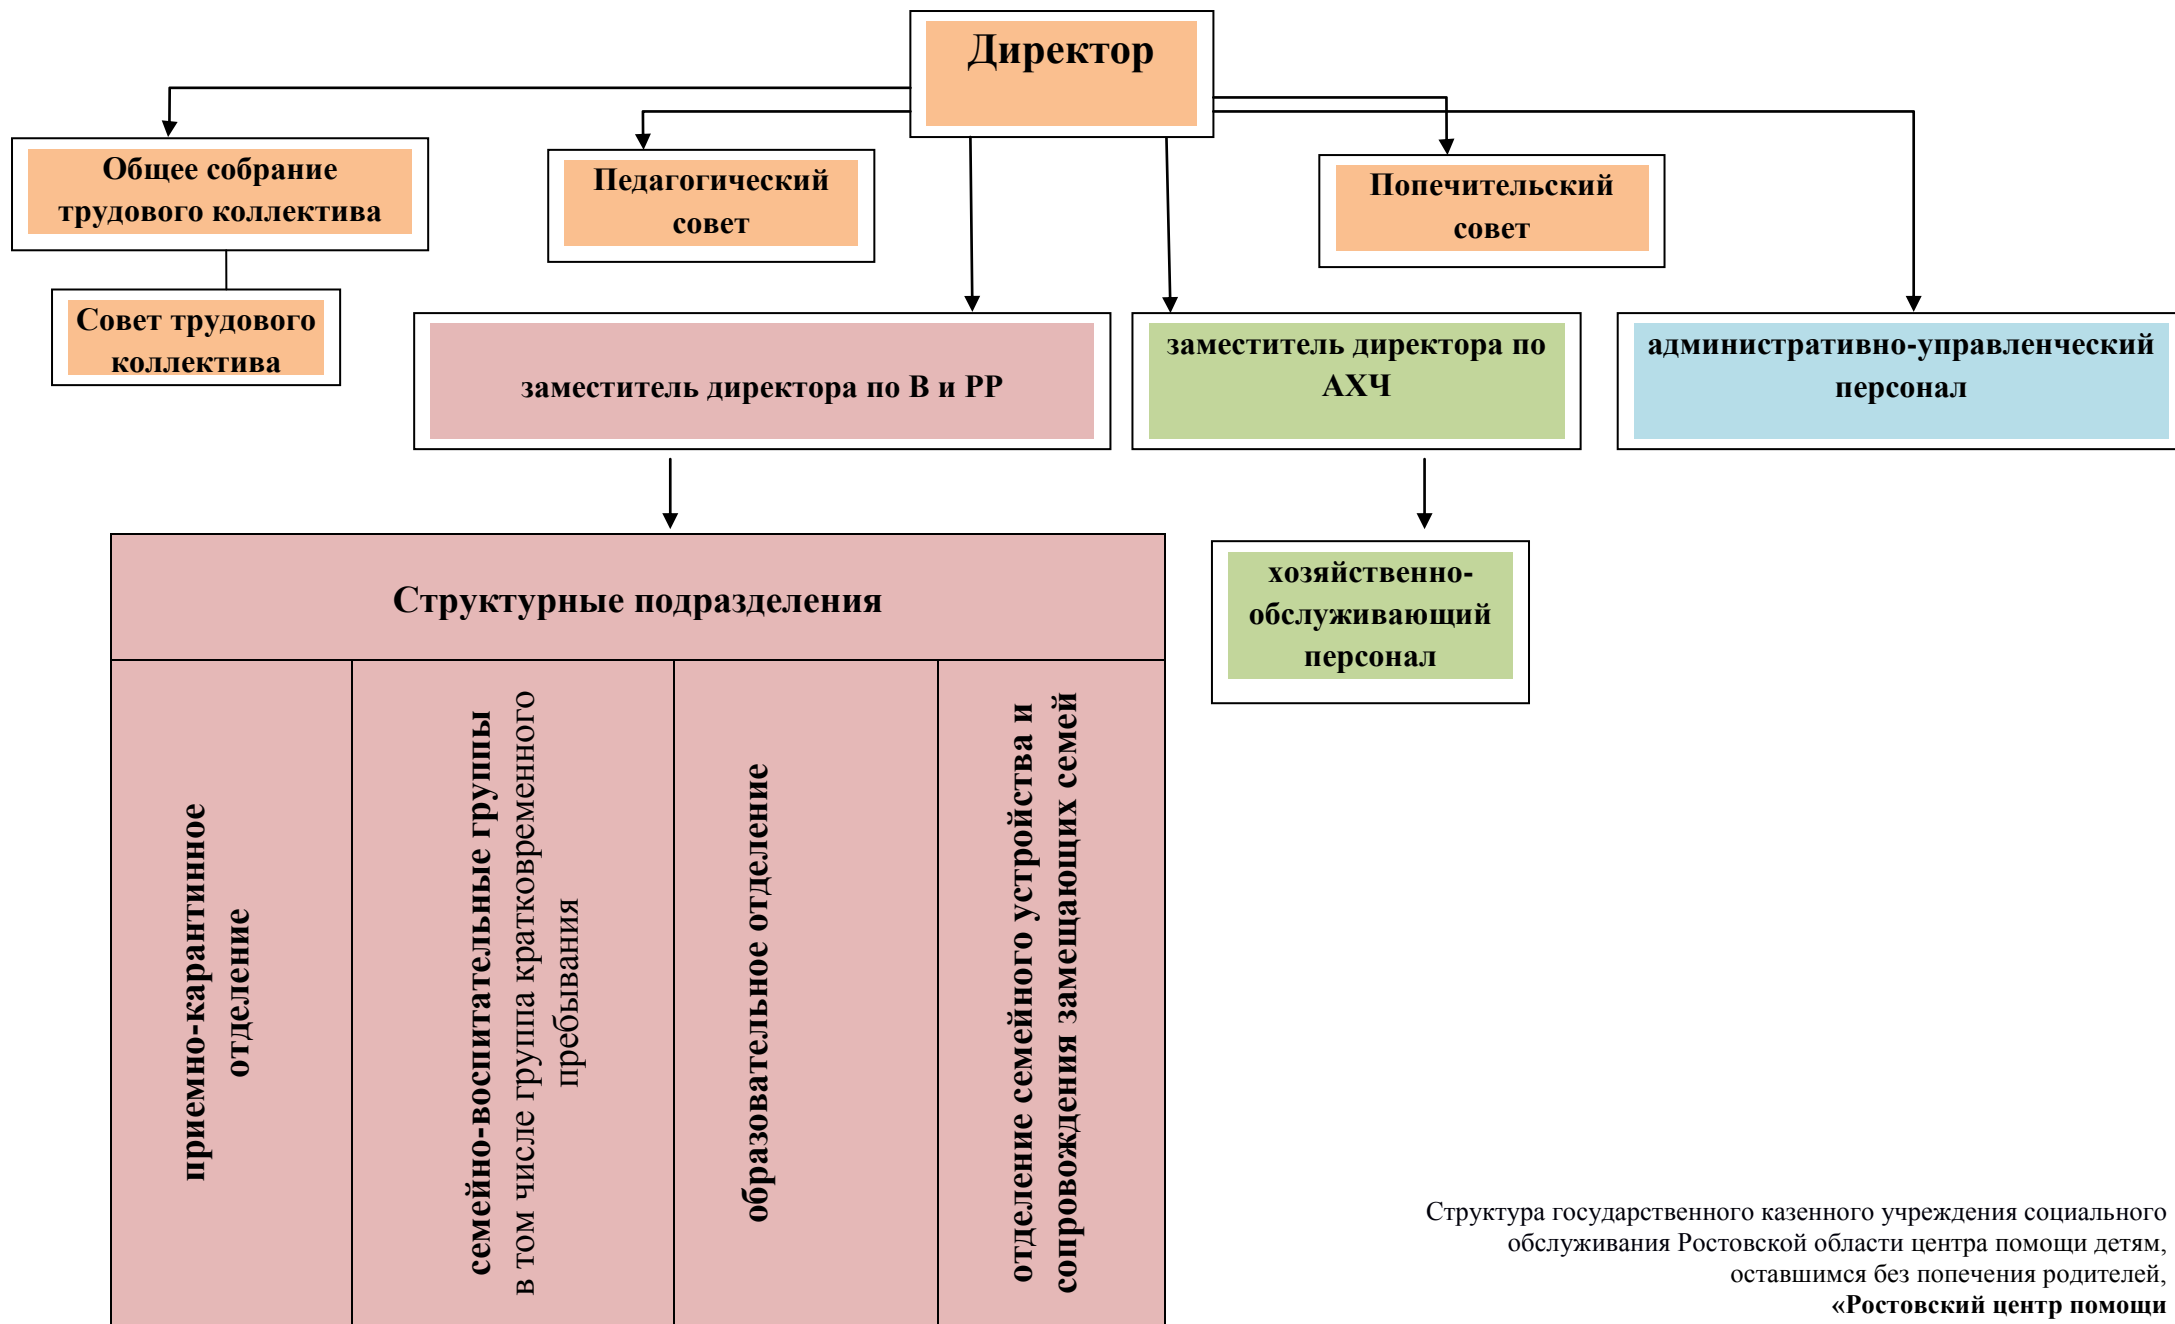 Директор
Общее собрание
трудового коллектива
Педагогический
совет
Попечительский
совет
Совет трудового
коллектива
заместитель директора по В и РР
заместитель директора по
АХЧ
административно-управленческий
персонал
Структурные подразделения
хозяйственно-
обслуживающий
персонал
приемно-карантинное
отделение
семейно-воспитательные группы
в том числе группа кратковременного
пребывания
образовательное отделение
отделение семейного устройства и
сопровождения замещающих семей
Структура государственного казенного учреждения социального
обслуживания Ростовской области центра помощи детям,
оставшимся без попечения родителей,
«Ростовский центр помощи